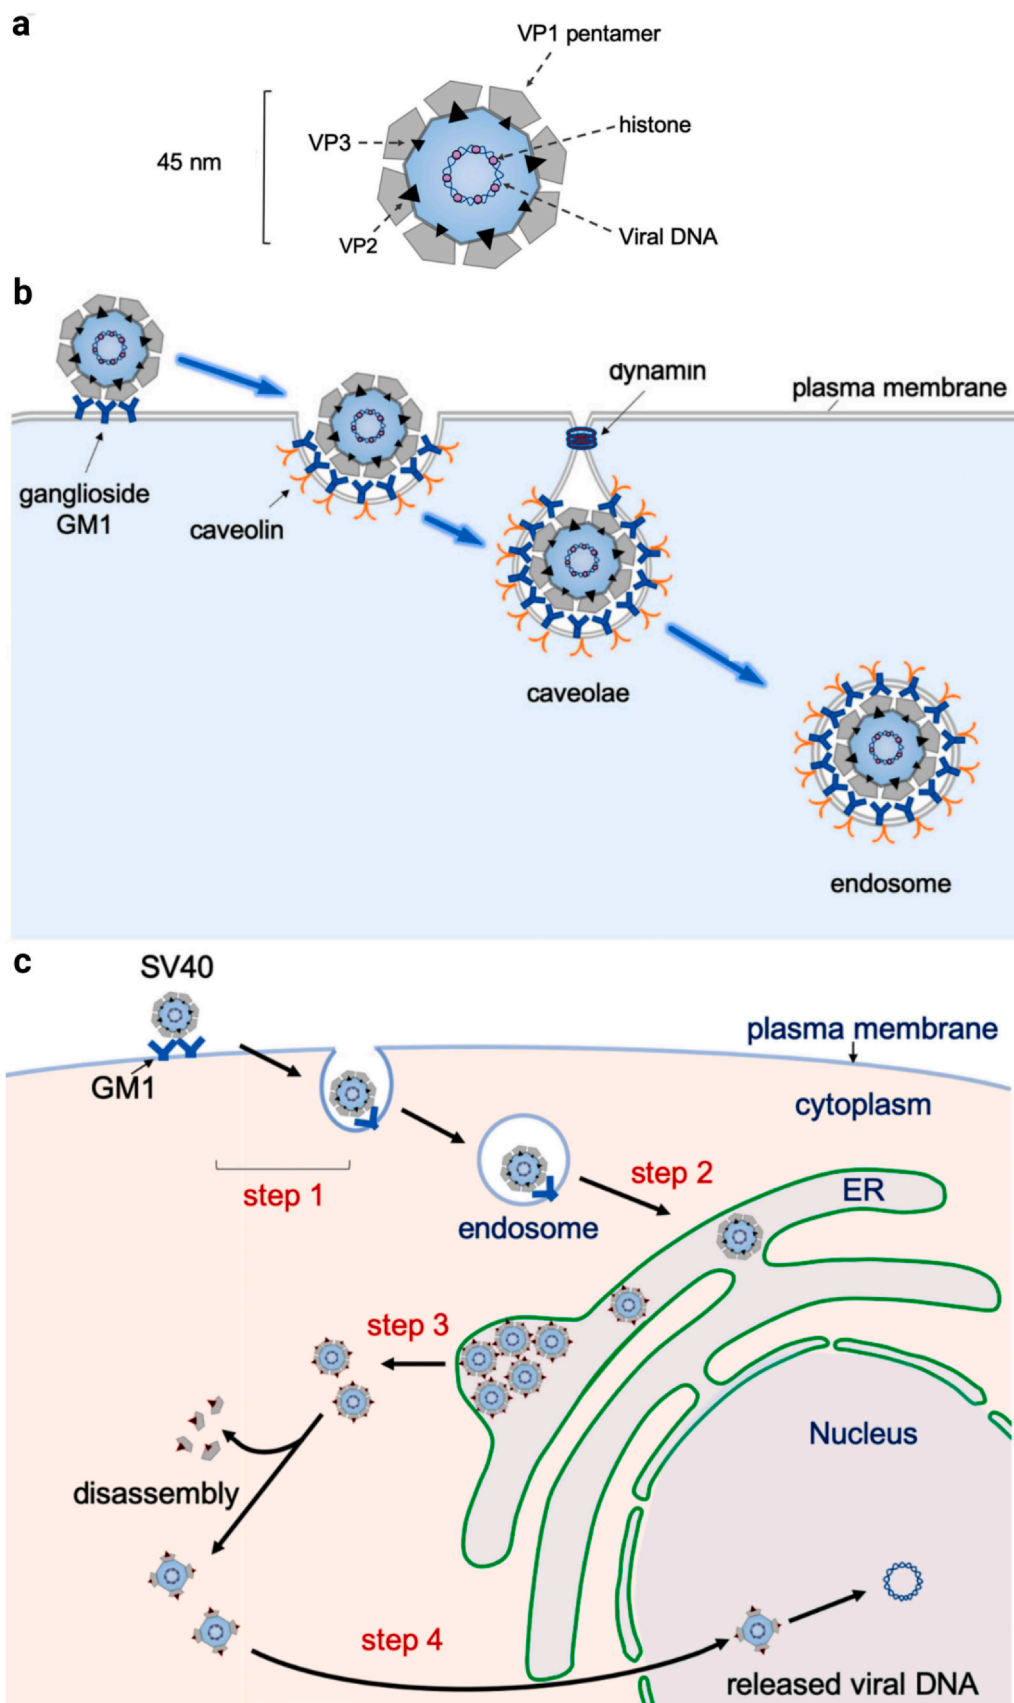 a
VP1 pentamer
histone
VP3
45 nm
VP2
Viral DNA
b
dynamin
plasma membrane
ganglioside
GM1
caveolin
caveolae
endosome
c
SV40
plasma membrane
GM1
cytoplasm
step 1
step 2
ER
endosome
step 3
Nucleus
disassembly
step 4
released viral DNA